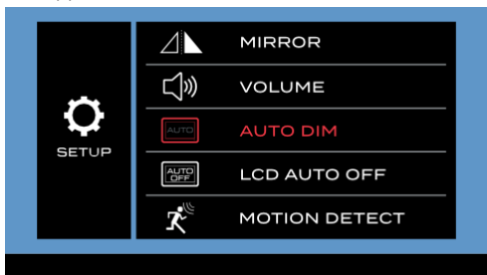 MIRROR
VOLUME
AUTO
AUTO DIM
SETUP
AUTO
OFF
LCD AUTO OFF
MOTION DETECT